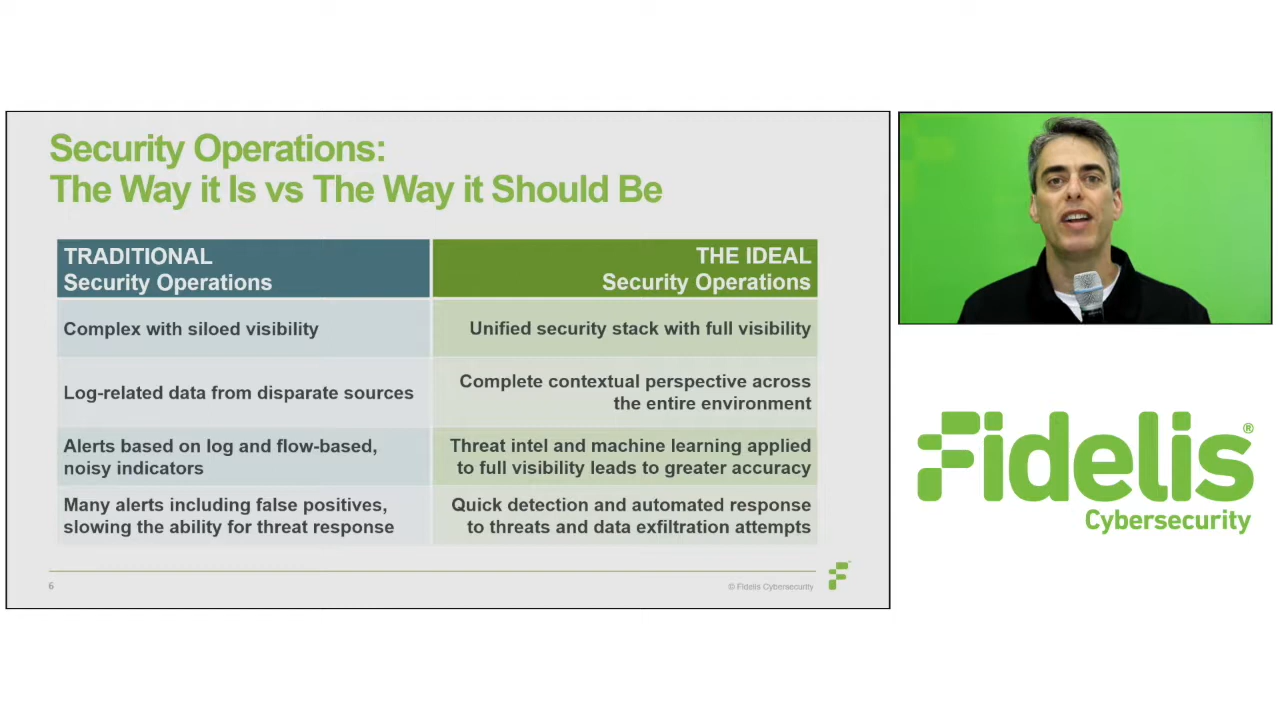 Security Operations:
The Way it Is vs The Way it Should Be
TRADITIONAL
Security Operations
THE IDEAL
Security Operations
Complex with siloed visibility
Unified security stack with full visibility
Log-related data from disparate sources
Complete contextual perspective across
the entire environment
Alerts based on log and flow-based,
noisy indicators
Threat intel and machine learning applied
to full visibility leads to greater accuracy
Many alerts including false positives,
slowing the ability for threat response
Quick detection and automated response
to threats and data exfiltration attempts
6
© Fidelis Cybersecurity
Fidelis®
Cybersecurity